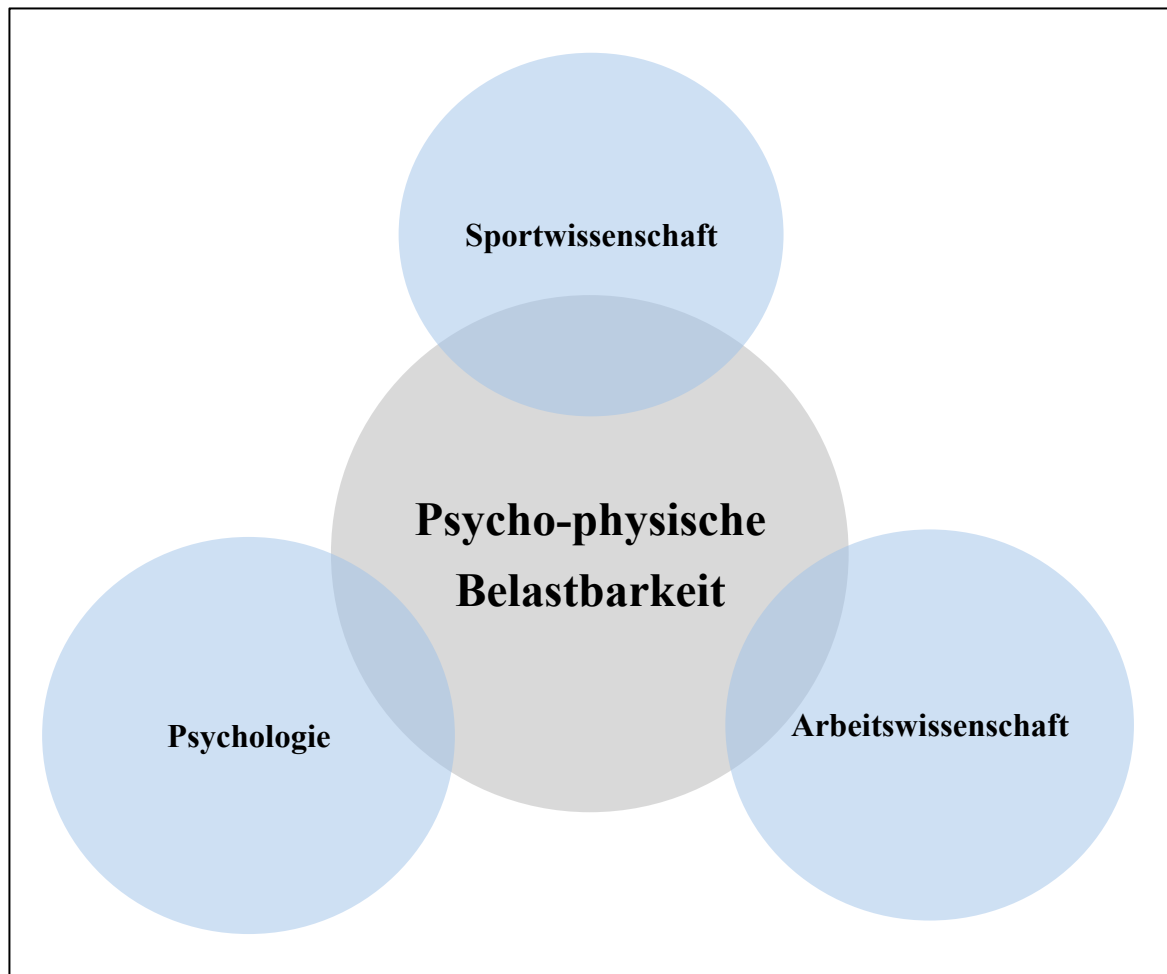 Sportwissenschaft
Psycho-physische
Belastbarkeit
Psychologie
Arbeitswissenschaft